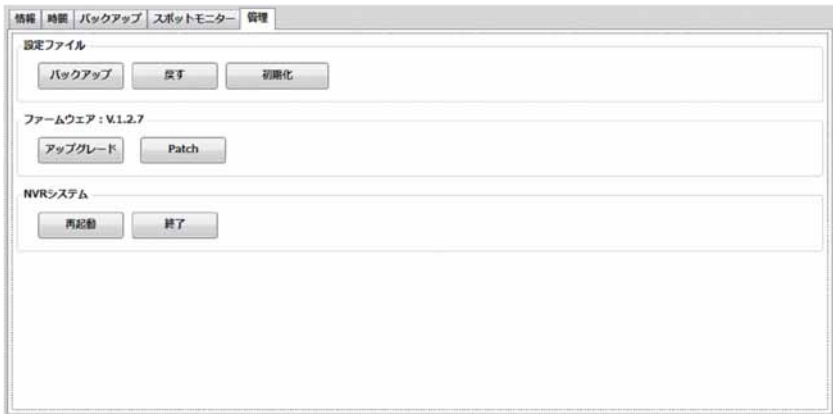 情報 時間 バックアップ スポットモニター 管理
設定ファイル
バックアップ 戻す 初期化
ファームウェア : V.1.2.7
アップグレード Patch
NVRシステム
再起動 終了